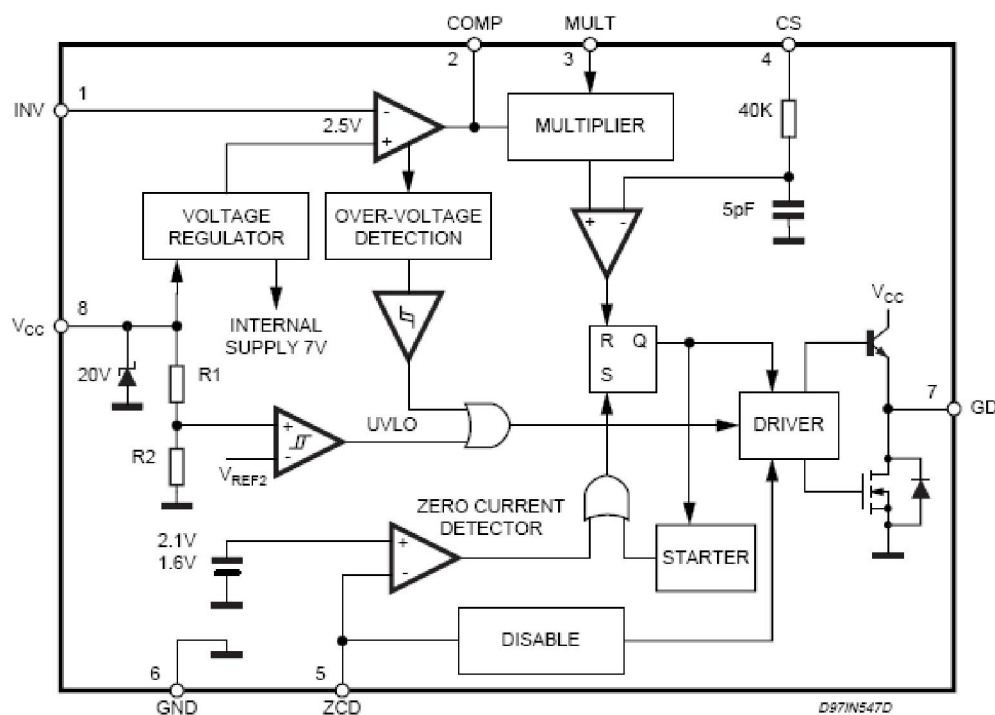 COMP
MULT
CS
2
3
4
INV
1
2.5V
-
+
MULTIPLIER
40K
VOLTAGE
REGULATOR
OVER-VOLTAGE
DETECTION
+
-
5pF
VCC
8
INTERNAL
SUPPLY 7V
VCC
20V
R1
R
Q
S
7
GD
DRIVER
UVLO
R2
+
-
VREF2
ZERO CURRENT
DETECTOR
2.1V
1.6V
+
-
STARTER
DISABLE
6
5
GND
ZCD
D97IN547D